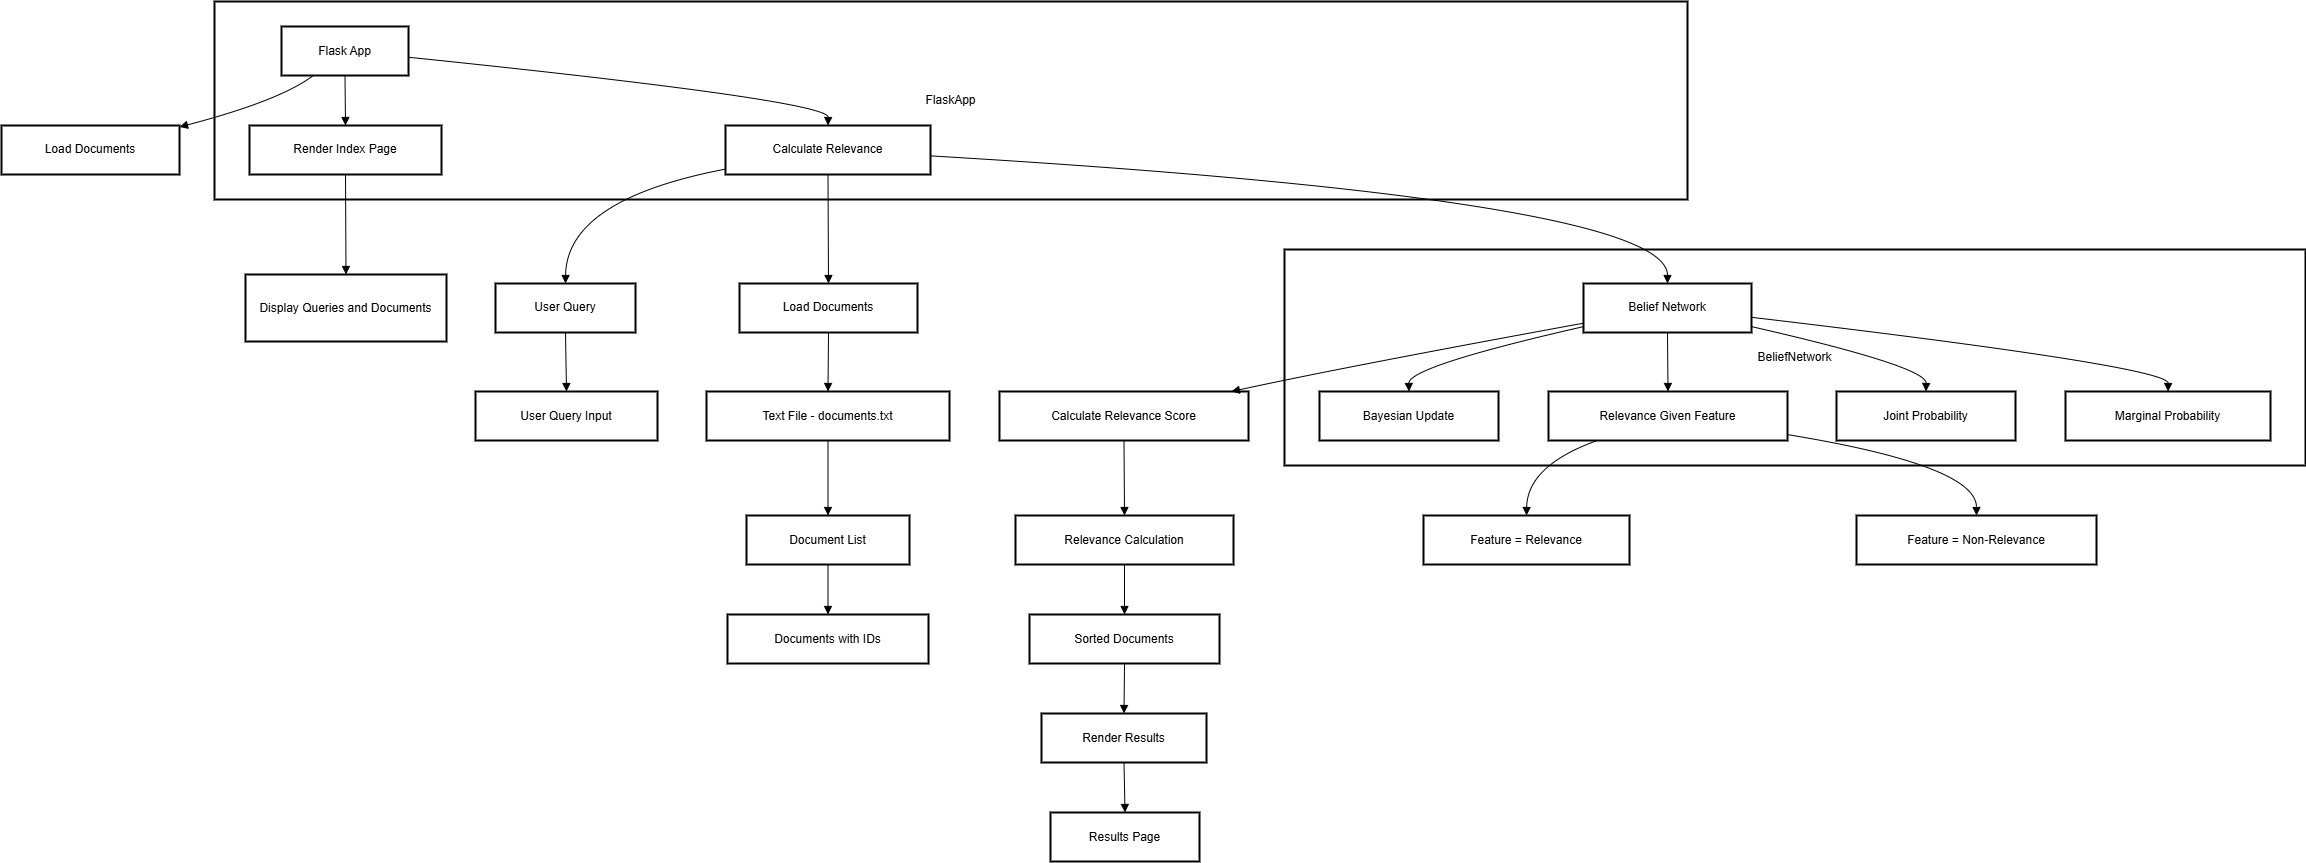 Flask App
FlaskApp
Load Documents
Render Index Page
Calculate Relevance
Display Queries and Documents
User Query
Load Documents
Belief Network
BeliefNetwork
User Query Input
Text File - documents.txt
Calculate Relevance Score
Bayesian Update
Relevance Given Feature
Joint Probability
Marginal Probability
Document List
Relevance Calculation
Feature = Relevance
Feature = Non-Relevance
Documents with IDs
Sorted Documents
Render Results
Results Page